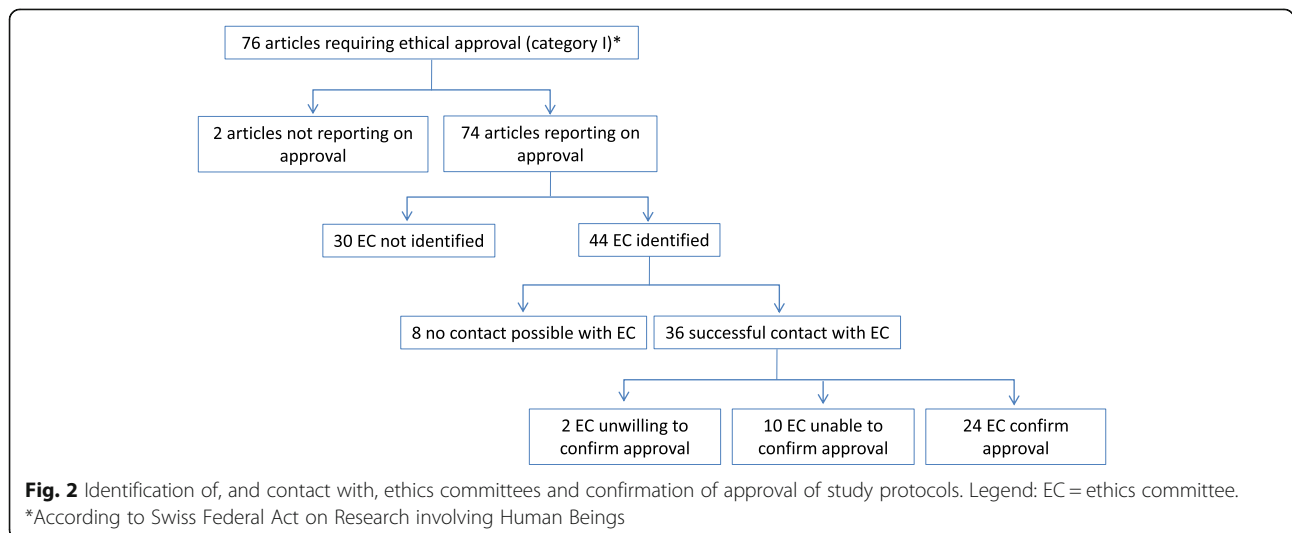 76 articles requiring ethical approval (category I)*
2 articles not reporting on
approval
74 articles reporting on
approval
30 EC not identified
44 EC identified
8 no contact possible with EC
36 successful contact with EC
2 EC unwilling to
confirm approval
10 EC unable to
confirm approval
24 EC confirm
approval
Fig. 2 Identification of, and contact with, ethics committees and confirmation of approval of study protocols. Legend: EC = ethics committee.
*According to Swiss Federal Act on Research involving Human Beings